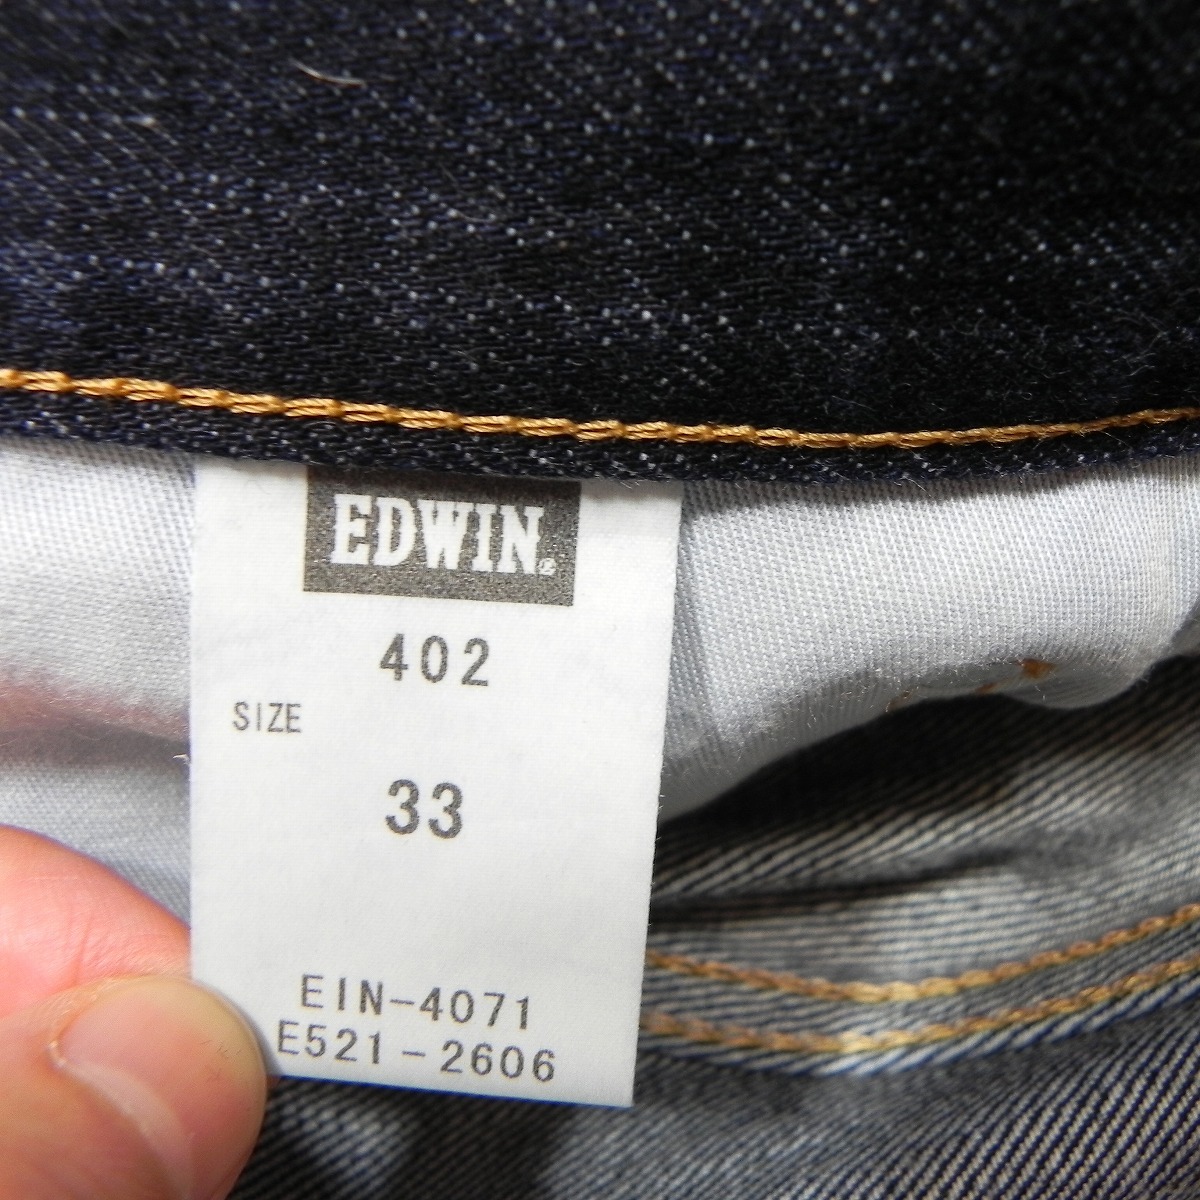 EDWIN®
402
SIZE
33
EIN-4071
E521-2606